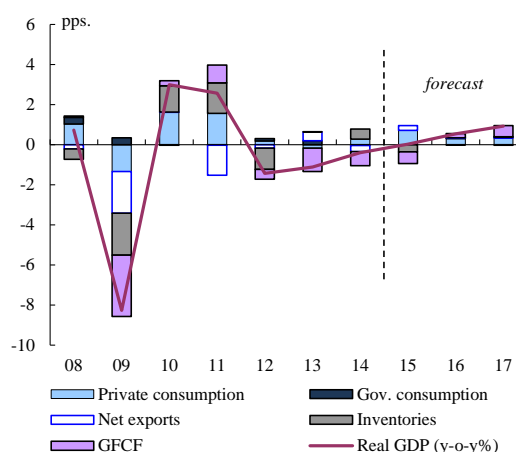 pps.
6
4
2
0
-2
-4
-6
-8
-10
forecast
08 09 10 11 12 13 14 15 16 17
Private consumption Gov. consumption
Net exports Inventories
GFCF Real GDP (y-o-y%)